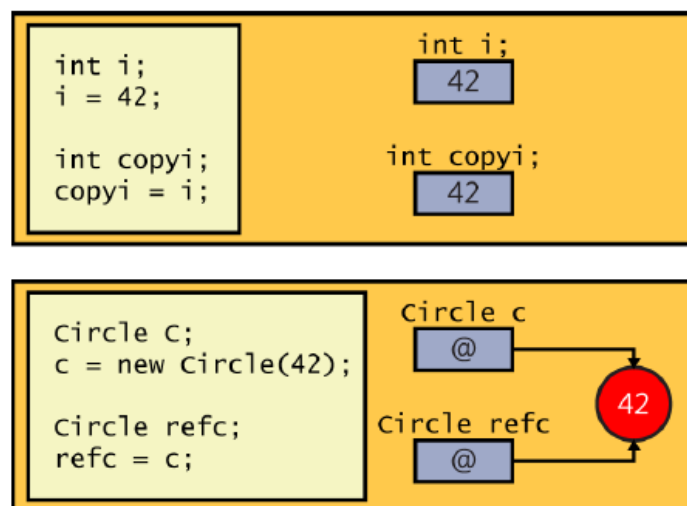 int i;
i = 42;
int copyi;
copyi = i;
int i;
42
int copyi;
42
Circle C;
c = new Circle(42);
Circle refc;
refc = c;
Circle c
@
Circle refc
@
42